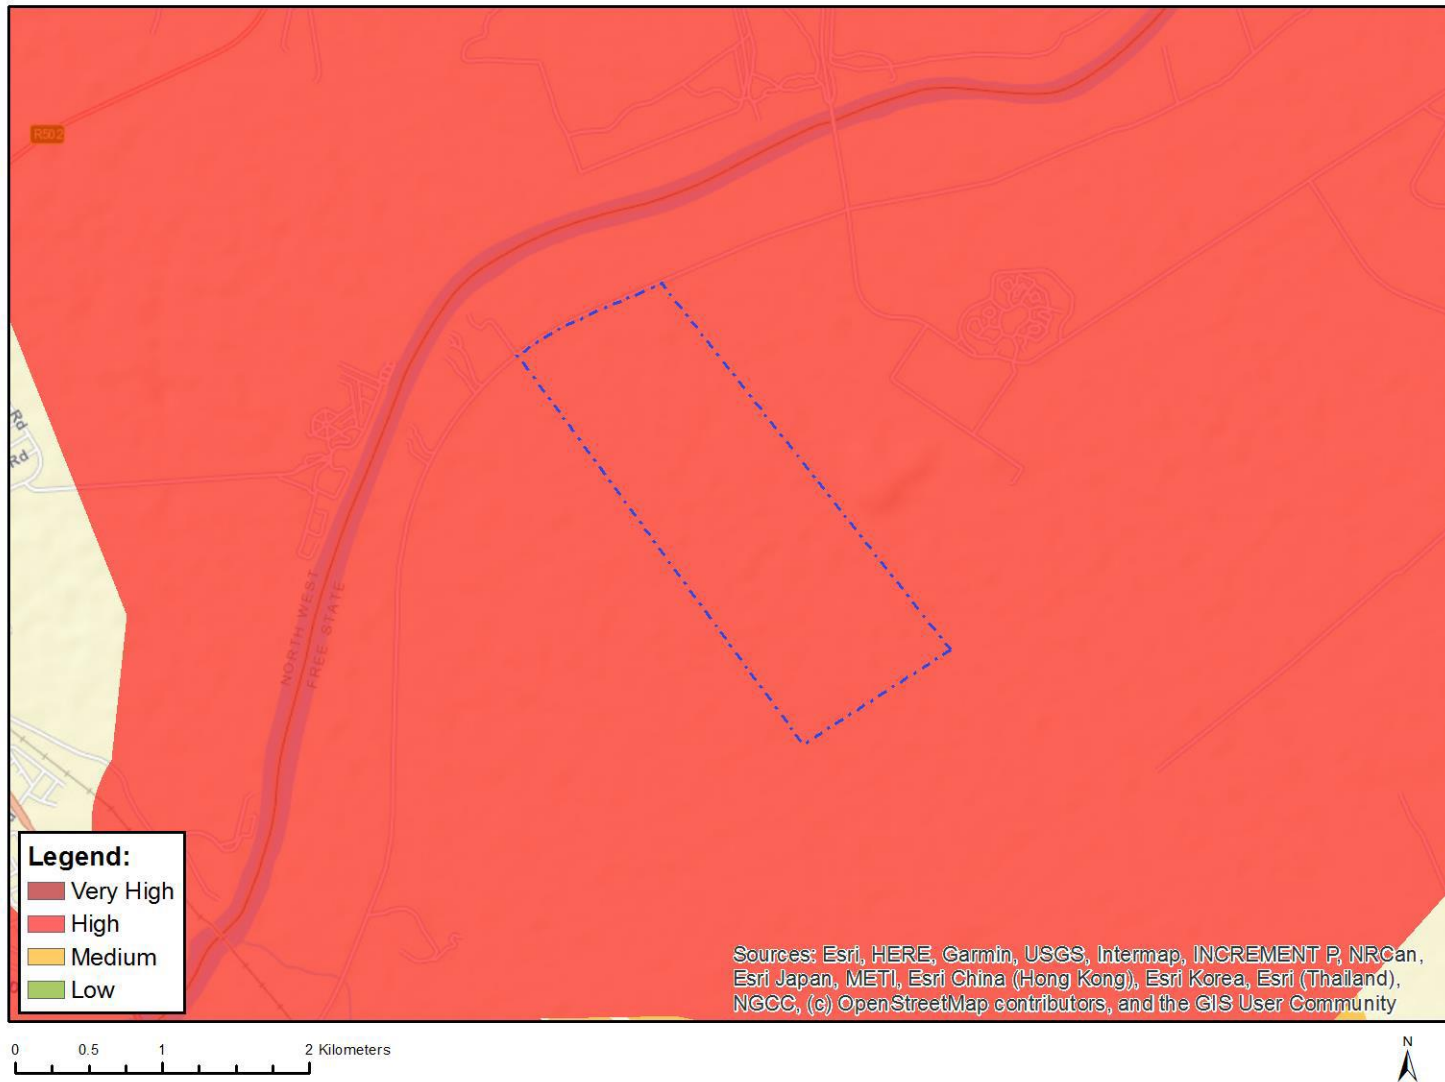 R502
Rd
Rd
NORTH WEST
FREE STATE
Legend:
Very High
High
Medium
Low
Sources: Esri, HERE, Garmin, USGS, Intermap, INCREMENT P, NRCan,
Esri Japan, METI, Esri China (Hong Kong), Esri Korea, Esri (Thailand),
NGCC, (c) OpenStreetMap contributors, and the GIS User Community
0 0.5 1 2 Kilometers
N